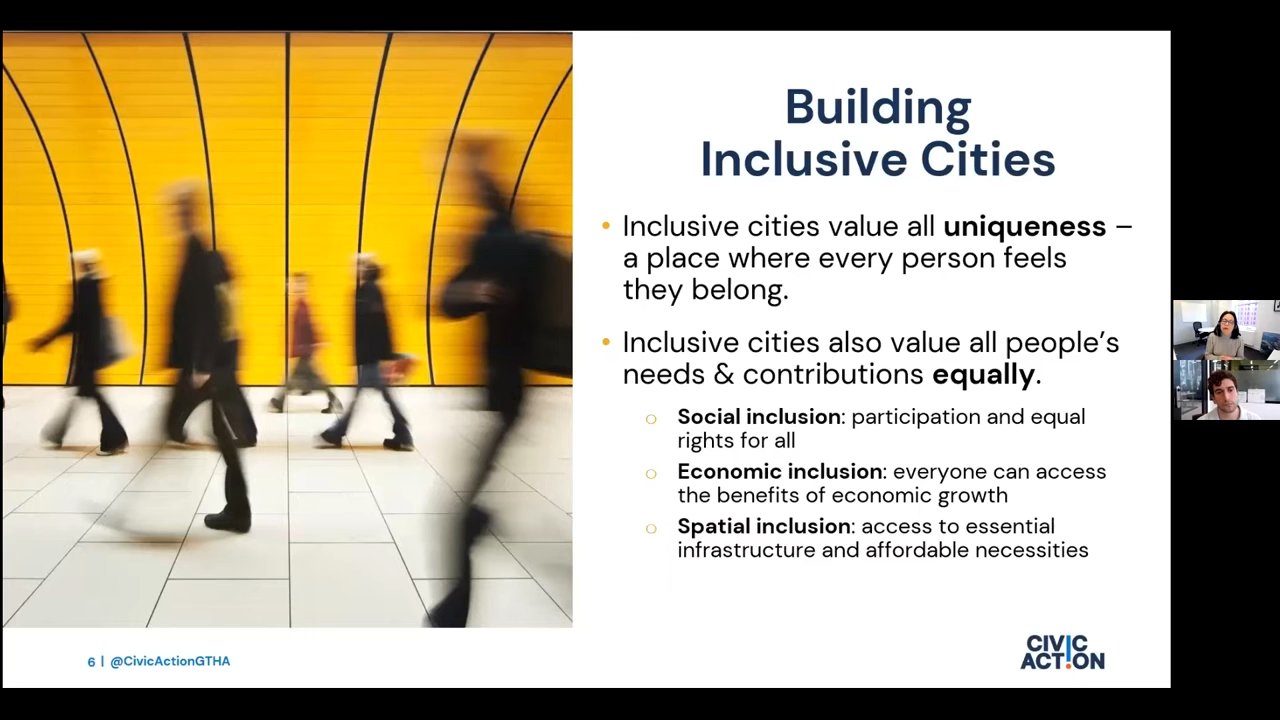 Building
Inclusive Cities
• Inclusive cities value all uniqueness –
a place where every person feels
they belong.
• Inclusive cities also value all people’s
needs & contributions equally.
o Social inclusion: participation and equal
rights for all
o Economic inclusion: everyone can access
the benefits of economic growth
o Spatial inclusion: access to essential
infrastructure and affordable necessities
6 | @CivicActionGTHA
CIVIC
ACT!ON